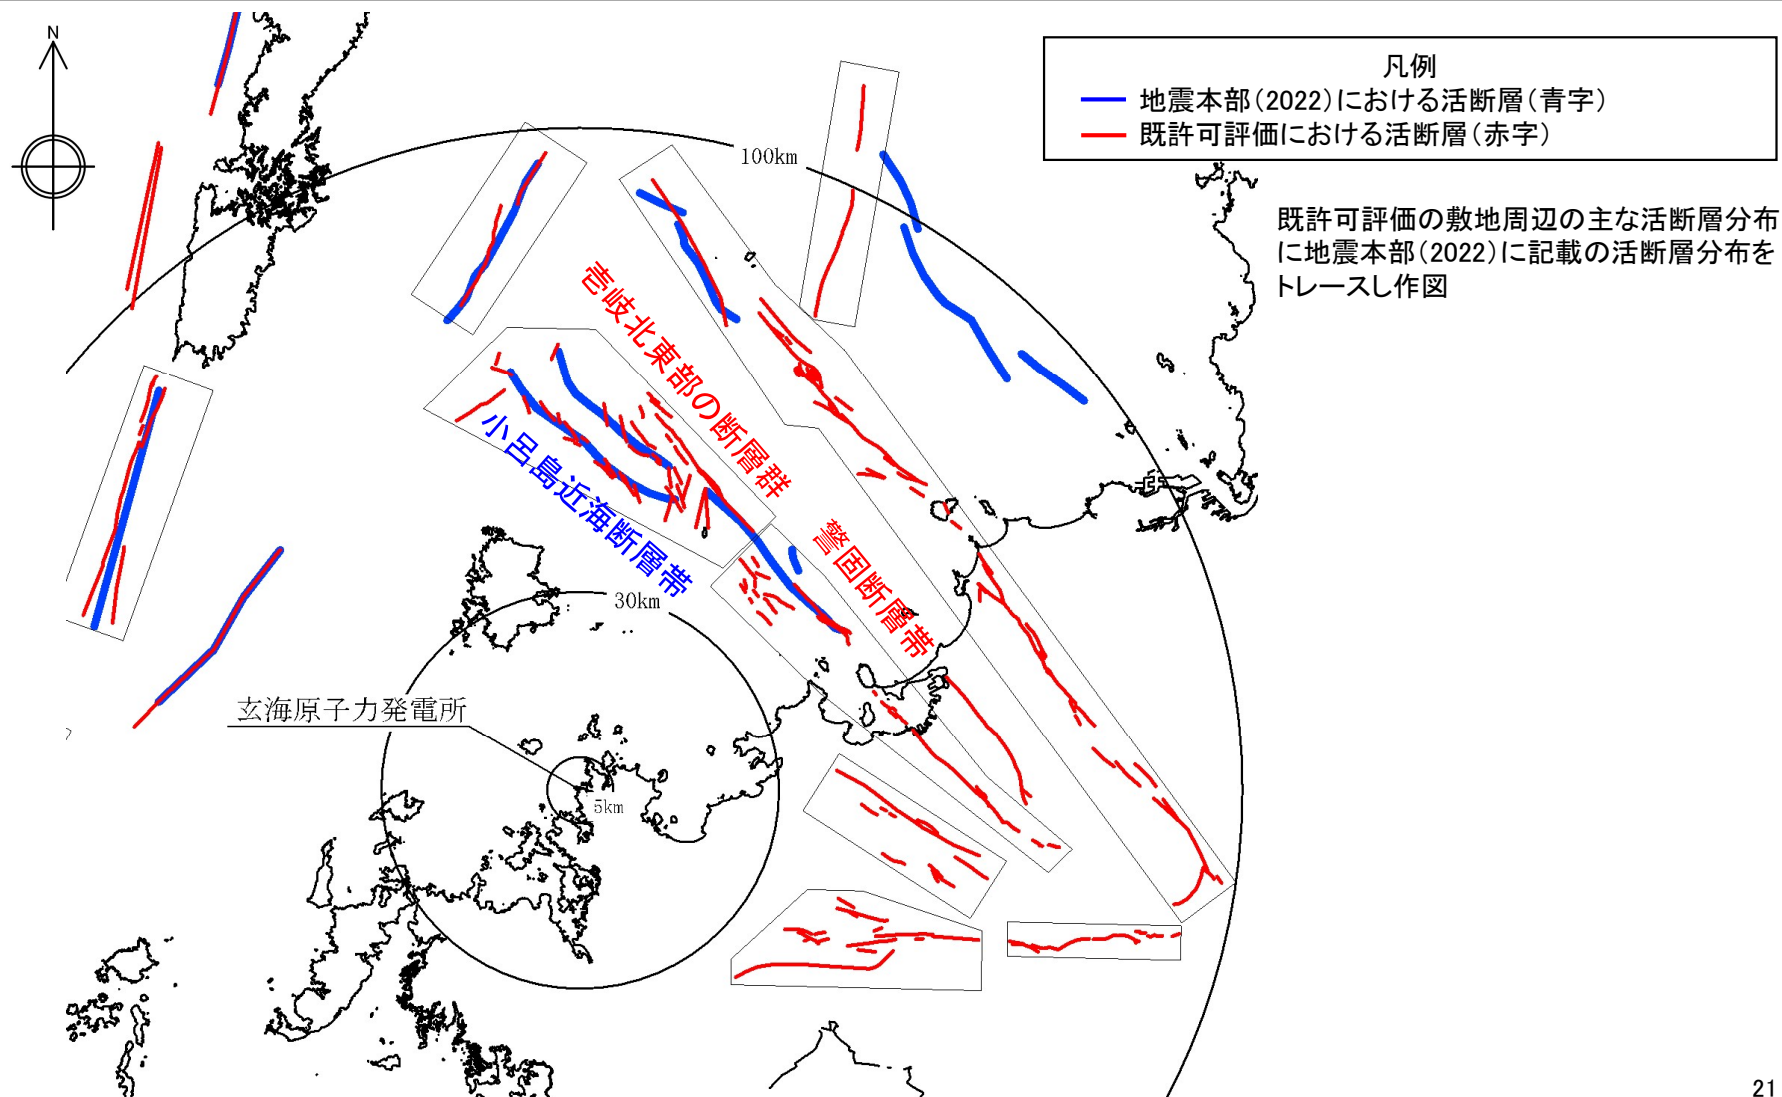 N
凡例
地震本部(2022)における活断層(青字)
既許可評価における活断層(赤字)
100km
既許可評価の敷地周辺の主な活断層分布
に地震本部(2022)に記載の活断層分布を
トレースし作図
壱岐北東部の断層群
小呂島近海断層帯
警固断層帯
30km
玄海原子力発電所
5km
21